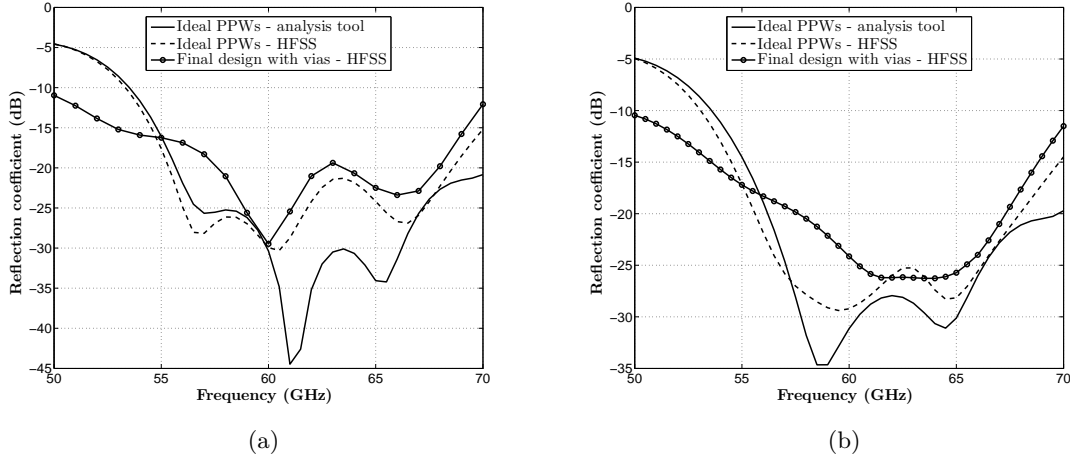 Ideal PPWs - analysis tool
Ideal PPWs - HFSS
Final design with vias - HFSS
Reflection coefficient (dB)
0
−5
−10
−15
−20
−25
−30
−35
−40
−45
50
55
60
65
70
Frequency (GHz)
(a)
Ideal PPWs - analysis tool
Ideal PPWs - HFSS
Final design with vias - HFSS
Reflection coefficient (dB)
0
−5
−10
−15
−20
−25
−30
−35
50
55
60
65
70
Frequency (GHz)
(b)